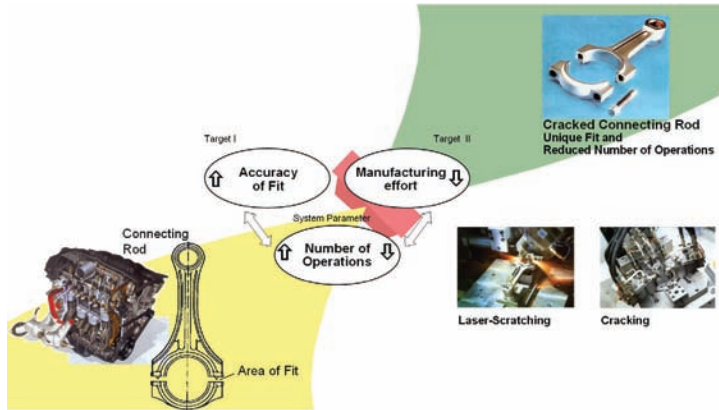 Cracked Connecting Rod
Unique Fit and
Reduced Number of Operations
Target I
Target II
Accuracy
of Fit
Manufacturing
effort
System Parameter
Number of
Operations
Connecting
Rod
Area of Fit
Laser-Scratching
Cracking